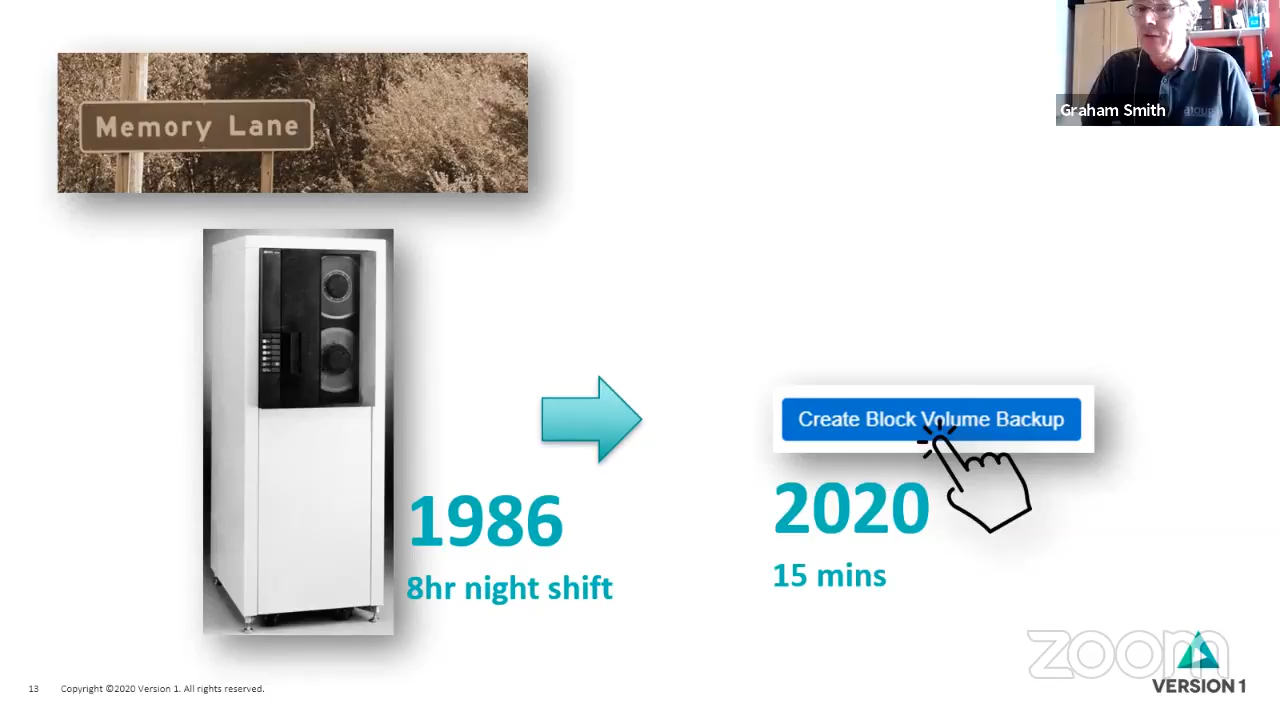 Memory Lane
Graham Smith
Create Block Volume Backup
1986
8hr night shift
2020
15 mins
13 Copyright ©2020 Version 1. All rights reserved.
zoom
VERSION 1